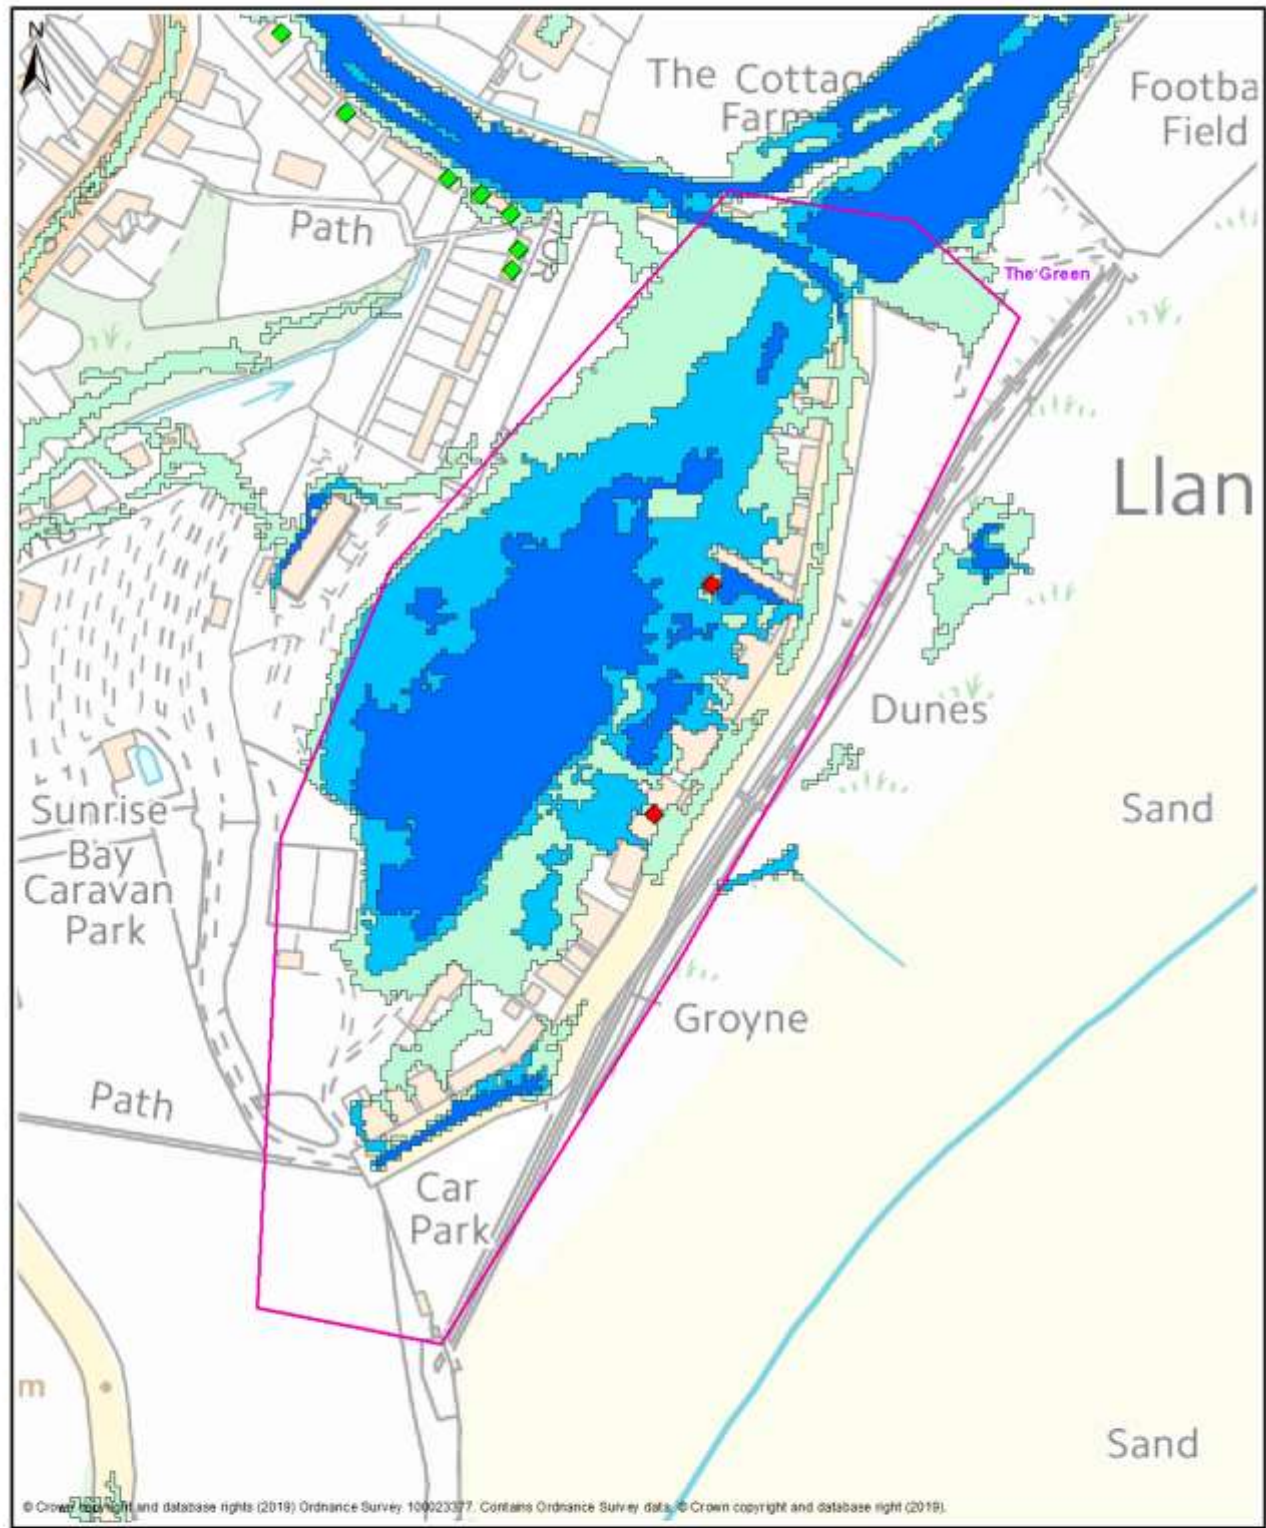 N
The Cottag
Farm
Footba
Field
Path
The Green
Llan
Dunes
Sand
Sunrise
Bay
Caravan
Park
Groyne
Path
Car
Park
m
Sand
© Crown copyright and database rights (2019) Ordnance Survey 100023377. Contains Ordnance Survey data. © Crown copyright and database right (2019).